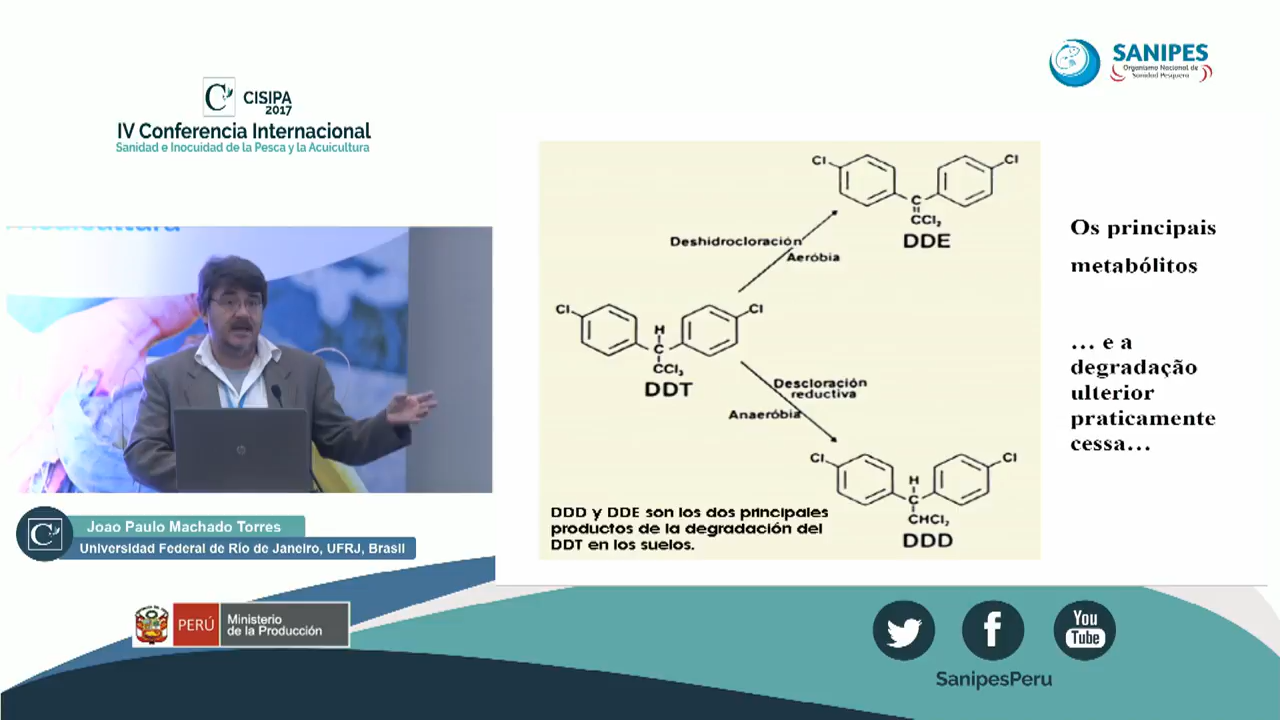 CISIPA
2017
IV Conferencia Internacional
Sanidad e Inocuidad de la Pesca y la Acuicultura
SANIPES
Organismo Nacional de
Sanidad Pesquera
Cl
Cl
C
CCl₂
DDE
Deshidrocloración
Aeróbia
Cl
Cl
H
C
CCl₃
DDT
Descloración
reductiva
Anaeróbia
Cl
Cl
H
C
CHCl₂
DDD
DDD y DDE son los dos principales
productos de la degradación del
DDT en los suelos.
Os principais
metabólitos
... e a
degradação
ulterior
praticamente
cessa...
Joao Paulo Machado Torres
Universidad Federal de Río de Janeiro, UFRJ, Brasil
PERÚ
Ministerio
de la Producción
You
Tube
SanipesPeru